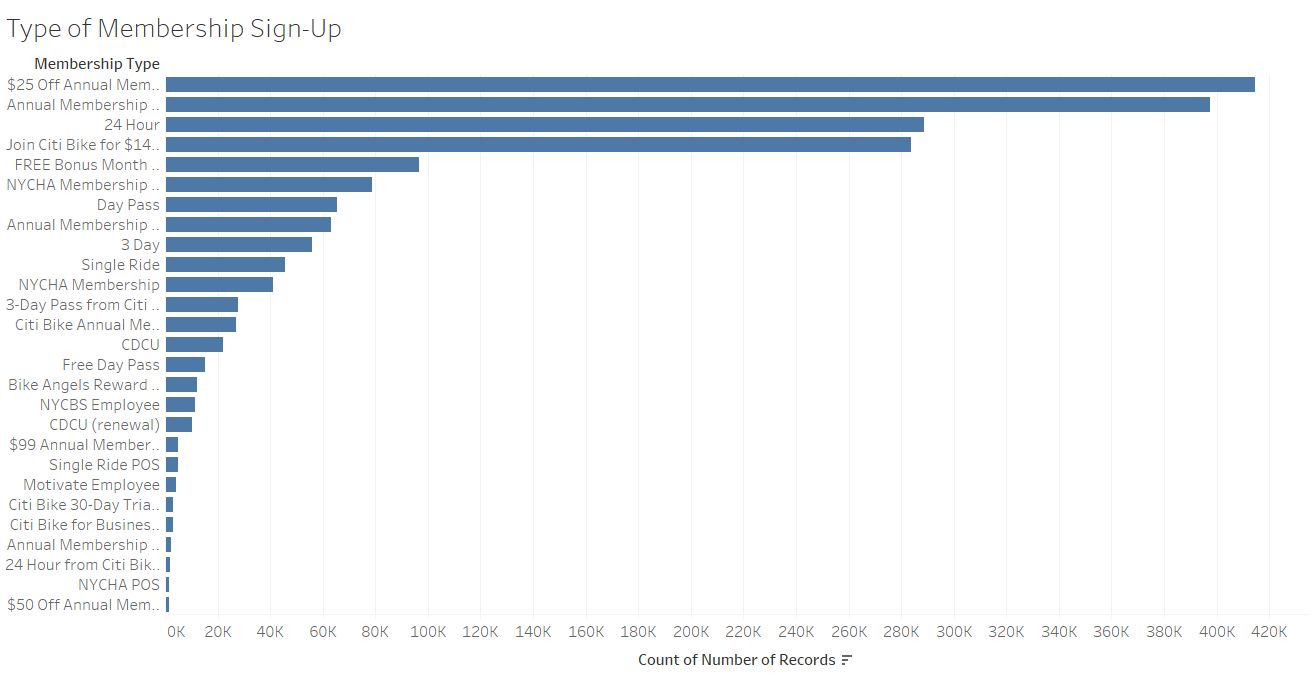 Type of Membership Sign-Up
Membership Type
$25 Off Annual Mem..
Annual Membership ..
24 Hour
Join Citi Bike for $14..
FREE Bonus Month ..
NYCHA Membership ..
Day Pass
Annual Membership ..
3 Day
Single Ride
NYCHA Membership
3-Day Pass from Citi ..
Citi Bike Annual Me..
CDCU
Free Day Pass
Bike Angels Reward ..
NYCBS Employee
CDCU (renewal)
$99 Annual Member..
Single Ride POS
Motivate Employee
Citi Bike 30-Day Tria..
Citi Bike for Busines..
Annual Membership ..
24 Hour from Citi Bik..
NYCHA POS
$50 Off Annual Mem..
0K 20K 40K 60K 80K 100K 120K 140K 160K 180K 200K 220K 240K 260K 280K 300K 320K 340K 360K 380K 400K 420K
Count of Number of Records